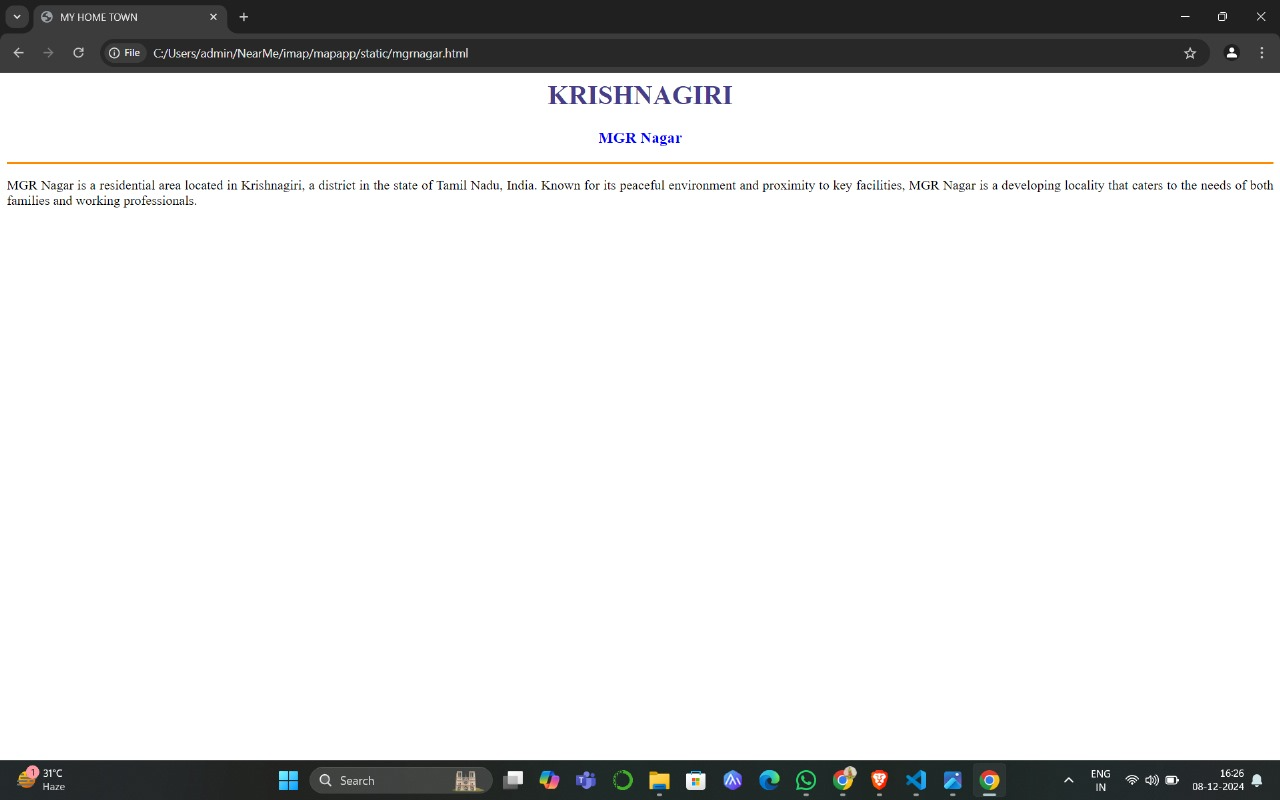 MY HOME TOWN
File
C:/Users/admin/NearMe/imap/mapapp/static/mgrnagar.html
KRISHNAGIRI
MGR Nagar
MGR Nagar is a residential area located in Krishnagiri, a district in the state of Tamil Nadu, India. Known for its peaceful environment and proximity to key facilities, MGR Nagar is a developing locality that caters to the needs of both
families and working professionals.
1
31°C
Haze
Search
ENG
IN
16:26
08-12-2024